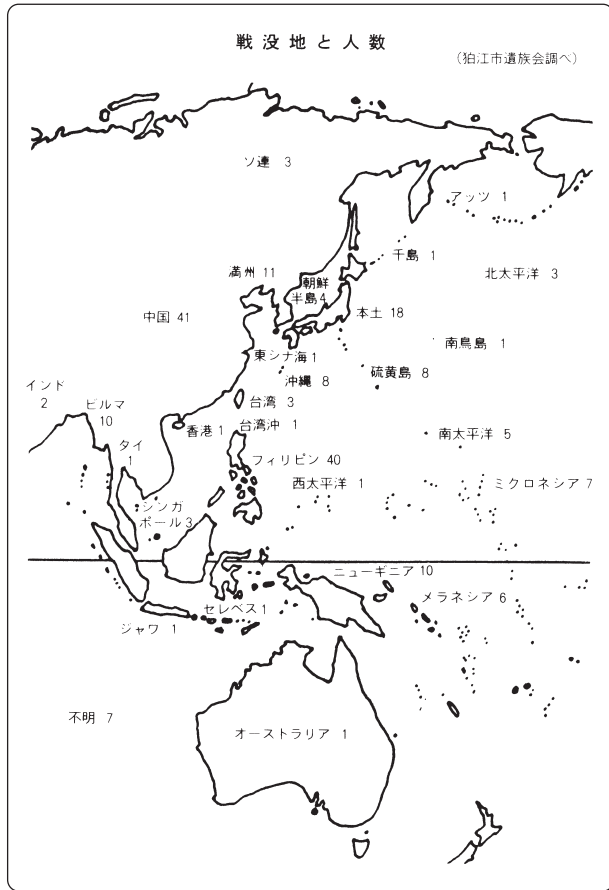 戦没地と人数
(狛江市遺族会調べ)
ソ連 3
アッツ 1
千島 1
満州 11
朝鮮
半島4
北太平洋 3
中国 41
本土 18
南鳥島 1
東シナ海1
沖縄 8
硫黄島 8
インド
2
ビルマ
10
タイ
1
香港1
台湾 3
台湾沖 1
南太平洋 5
フィリピン 40
西太平洋 1
ミクロネシア 7
シンガ
ポール3
ニューギニア 10
メラネシア 6
セレベス1
ジャワ 1
不明 7
オーストラリア 1